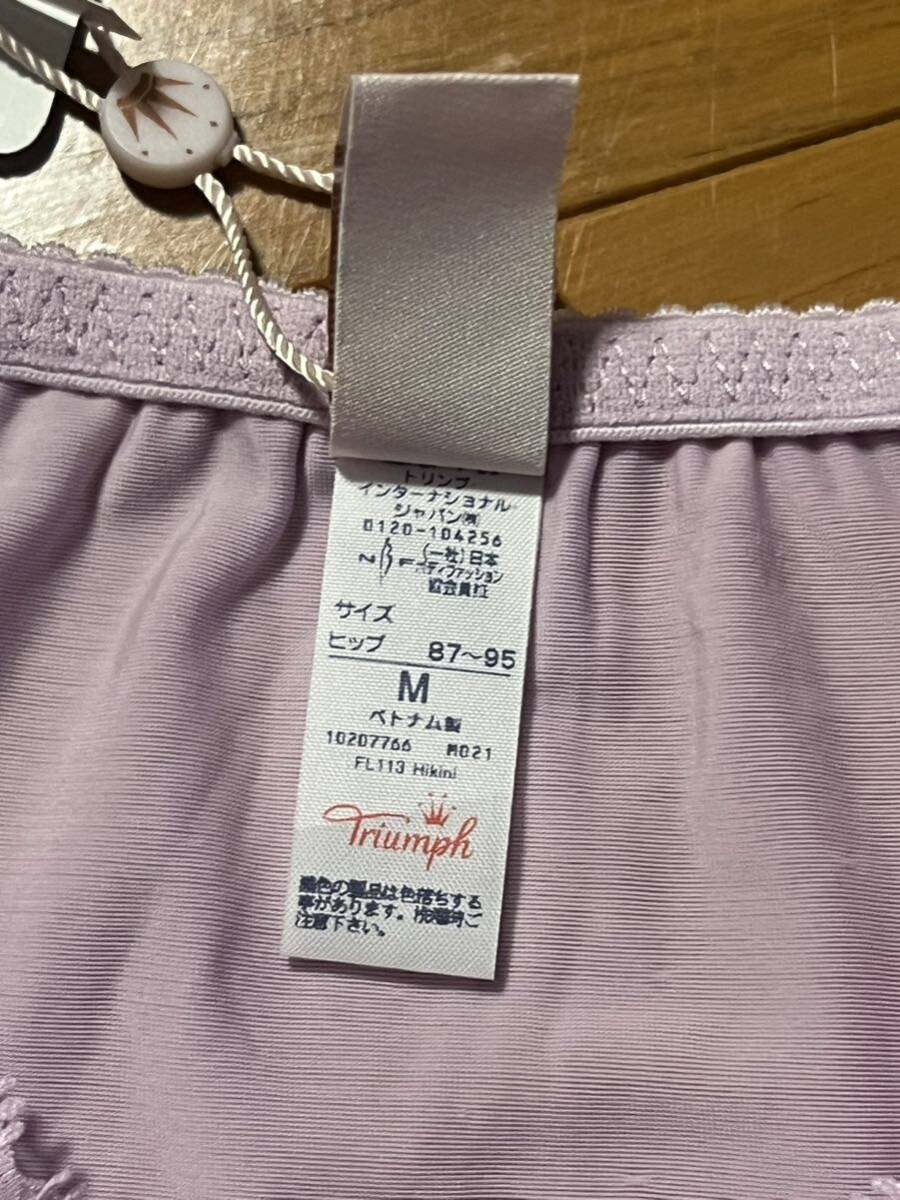 トリンプ
インターナショナル
ジャパン㈱
0120-104256
NBF (一社)日本
ボディファッション
協会員社
サイズ
ヒップ 87～95
M
ベトナム製
10207766 M021
FL113 Hikini
Triumph
濃色の製品は色落ちする
事があります。洗濯時ご
注意下さい。